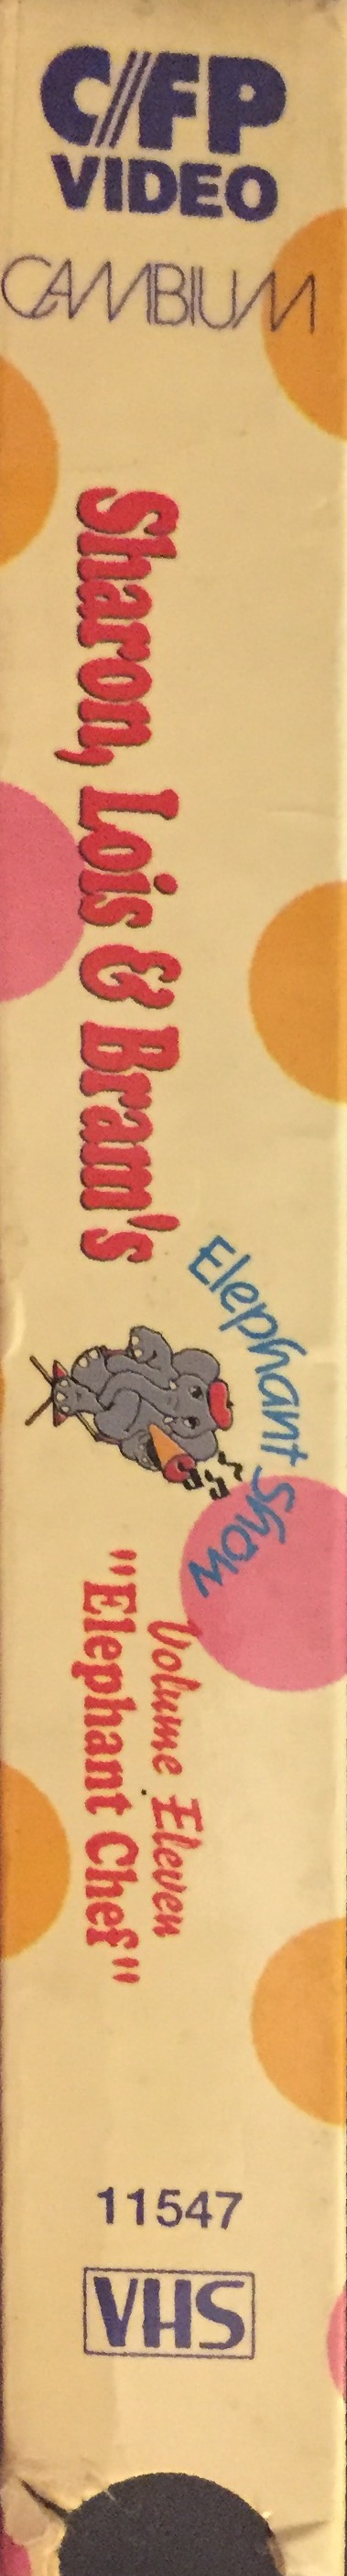 C/FP
VIDEO
CAMBIUM
Sharon, Lois & Bram's
Elephant Show
Volume Eleven
"Elephant Chef"
11547
VHS